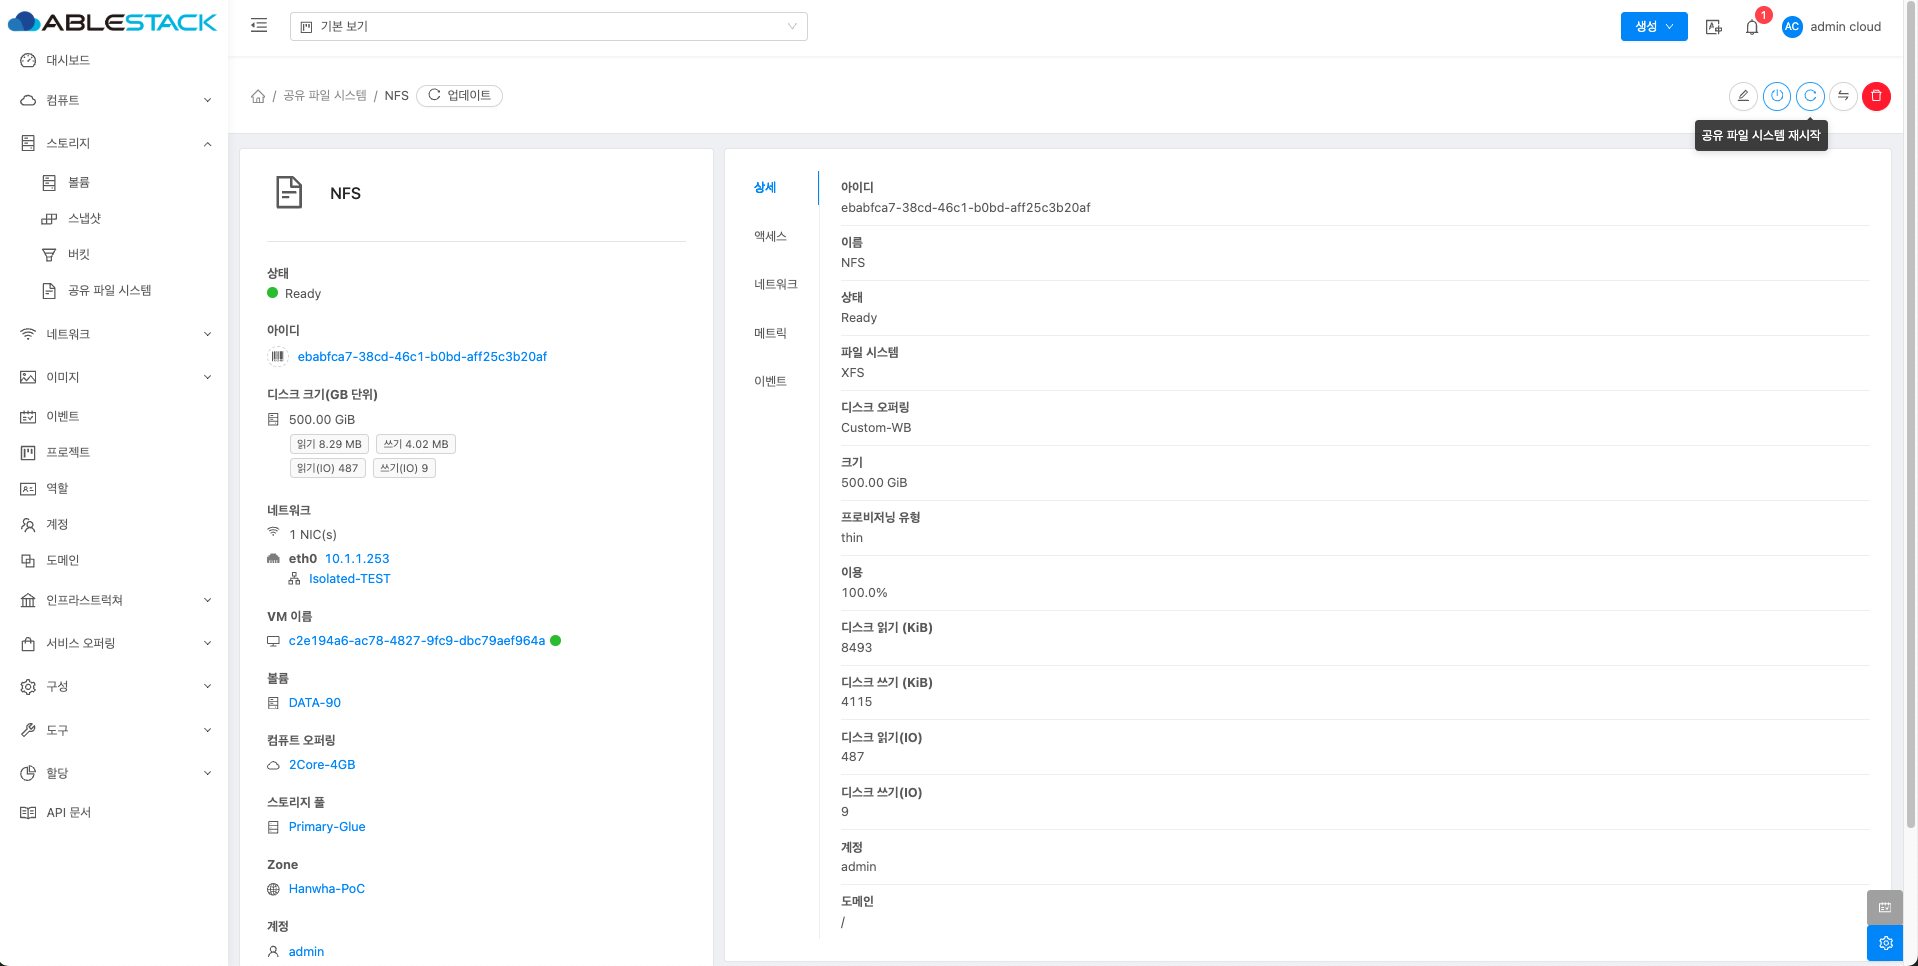 ABLESTACK
기본 보기
생성
1
AC
admin cloud
대시보드
컴퓨트
스토리지
볼륨
스냅샷
버킷
공유 파일 시스템
네트워크
이미지
이벤트
프로젝트
역할
계정
도메인
인프라스트럭쳐
서비스 오퍼링
구성
도구
할당
API 문서
/ 공유 파일 시스템 / NFS 업데이트
공유 파일 시스템 재시작
NFS
상태
Ready
아이디
ebabfca7-38cd-46c1-b0bd-aff25c3b20af
디스크 크기(GB 단위)
500.00 GiB
읽기 8.29 MB 쓰기 4.02 MB
읽기(IO) 487 쓰기(IO) 9
네트워크
1 NIC(s)
eth0 10.1.1.253
Isolated-TEST
VM 이름
c2e194a6-ac78-4827-9fc9-dbc79aef964a
볼륨
DATA-90
컴퓨트 오퍼링
2Core-4GB
스토리지 풀
Primary-Glue
Zone
Hanwha-PoC
계정
admin
상세
액세스
네트워크
메트릭
이벤트
아이디
ebabfca7-38cd-46c1-b0bd-aff25c3b20af
이름
NFS
상태
Ready
파일 시스템
XFS
디스크 오퍼링
Custom-WB
크기
500.00 GiB
프로비저닝 유형
thin
이용
100.0%
디스크 읽기 (KiB)
8493
디스크 쓰기 (KiB)
4115
디스크 읽기(IO)
487
디스크 쓰기(IO)
9
계정
admin
도메인
/